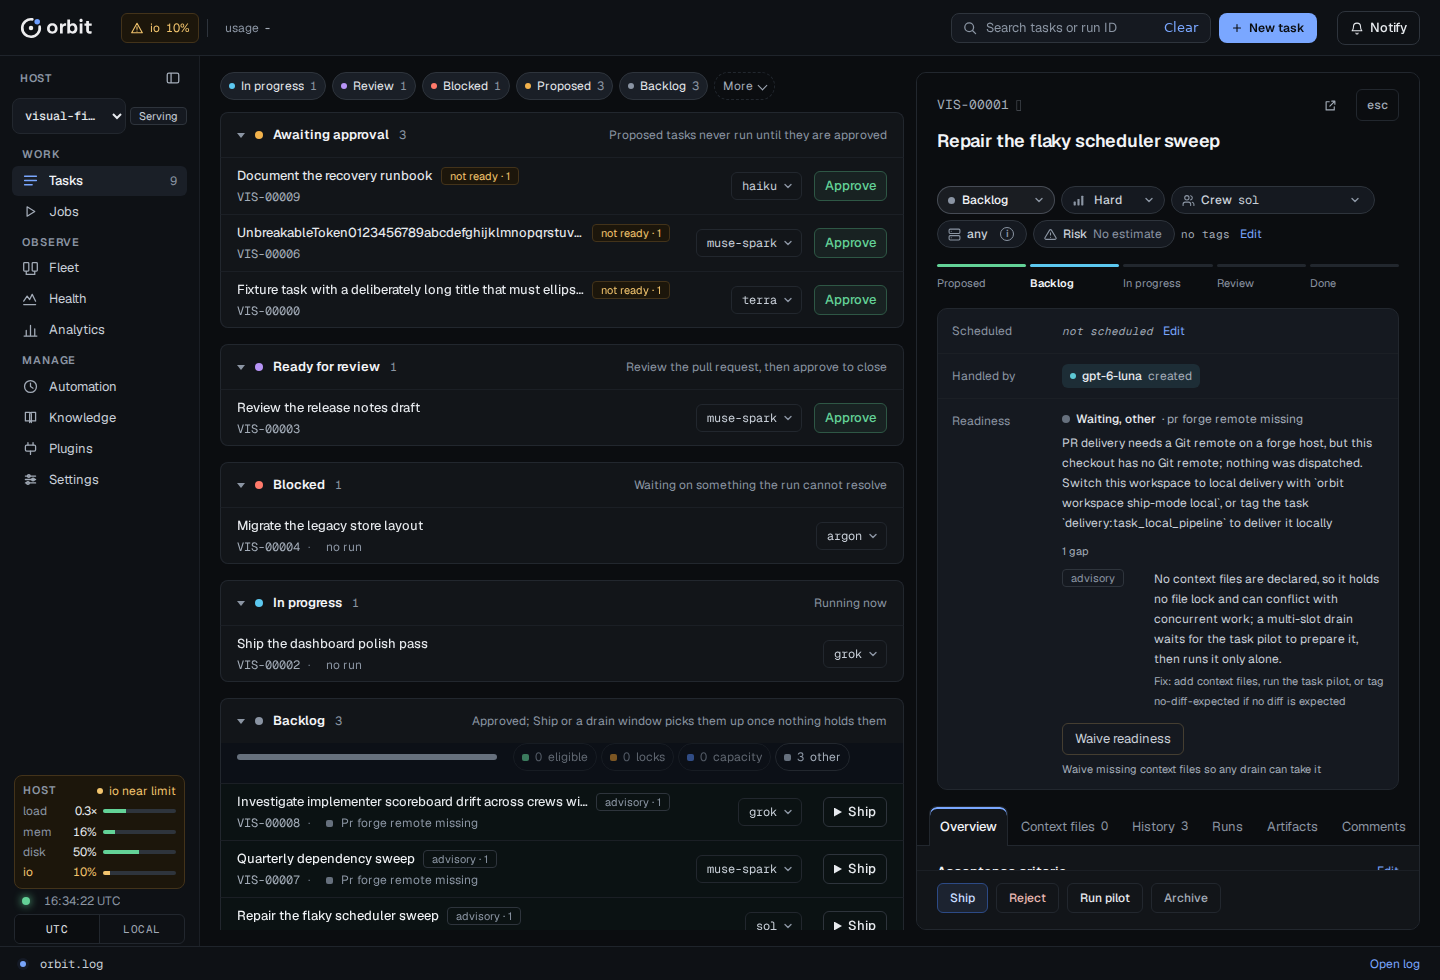 orbit
io 10%
usage -
Search tasks or run ID
Clear
+ New task
Notify
HOST
visual-fi…
Serving
WORK
Tasks 9
Jobs
OBSERVE
Fleet
Health
Analytics
MANAGE
Automation
Knowledge
Plugins
Settings
HOST io near limit
load 0.3×
mem 16%
disk 50%
io 10%
16:34:22 UTC
UTC LOCAL
In progress 1
Review 1
Blocked 1
Proposed 3
Backlog 3
More
Awaiting approval 3
Proposed tasks never run until they are approved
Document the recovery runbook not ready · 1
VIS-00009
haiku
Approve
UnbreakableToken0123456789abcdefghijklmnopqrstuv… not ready · 1
VIS-00006
muse-spark
Approve
Fixture task with a deliberately long title that must ellips… not ready · 1
VIS-00000
terra
Approve
Ready for review 1
Review the pull request, then approve to close
Review the release notes draft
VIS-00003
muse-spark
Approve
Blocked 1
Waiting on something the run cannot resolve
Migrate the legacy store layout
VIS-00004 · no run
argon
In progress 1
Running now
Ship the dashboard polish pass
VIS-00002 · no run
grok
Backlog 3
Approved; Ship or a drain window picks them up once nothing holds them
0 eligible
0 locks
0 capacity
3 other
Investigate implementer scoreboard drift across crews wi… advisory · 1
VIS-00008 · Pr forge remote missing
grok
Ship
Quarterly dependency sweep advisory · 1
VIS-00007 · Pr forge remote missing
muse-spark
Ship
Repair the flaky scheduler sweep advisory · 1
sol
Ship
VIS-00001
esc
Repair the flaky scheduler sweep
Backlog
Hard
Crew sol
any
Risk No estimate
no tags
Edit
Proposed
Backlog
In progress
Review
Done
Scheduled
not scheduled Edit
Handled by
gpt-6-luna created
Readiness
Waiting, other · pr forge remote missing
PR delivery needs a Git remote on a forge host, but this
checkout has no Git remote; nothing was dispatched.
Switch this workspace to local delivery with `orbit
workspace ship-mode local`, or tag the task
`delivery:task_local_pipeline` to deliver it locally
1 gap
advisory
No context files are declared, so it holds
no file lock and can conflict with
concurrent work; a multi-slot drain
waits for the task pilot to prepare it,
then runs it only alone.
Fix: add context files, run the task pilot, or tag
no-diff-expected if no diff is expected
Waive readiness
Waive missing context files so any drain can take it
Overview
Context files 0
History 3
Runs
Artifacts
Comments
Acceptance criteria
Edit
Ship
Reject
Run pilot
Archive
orbit.log
Open log